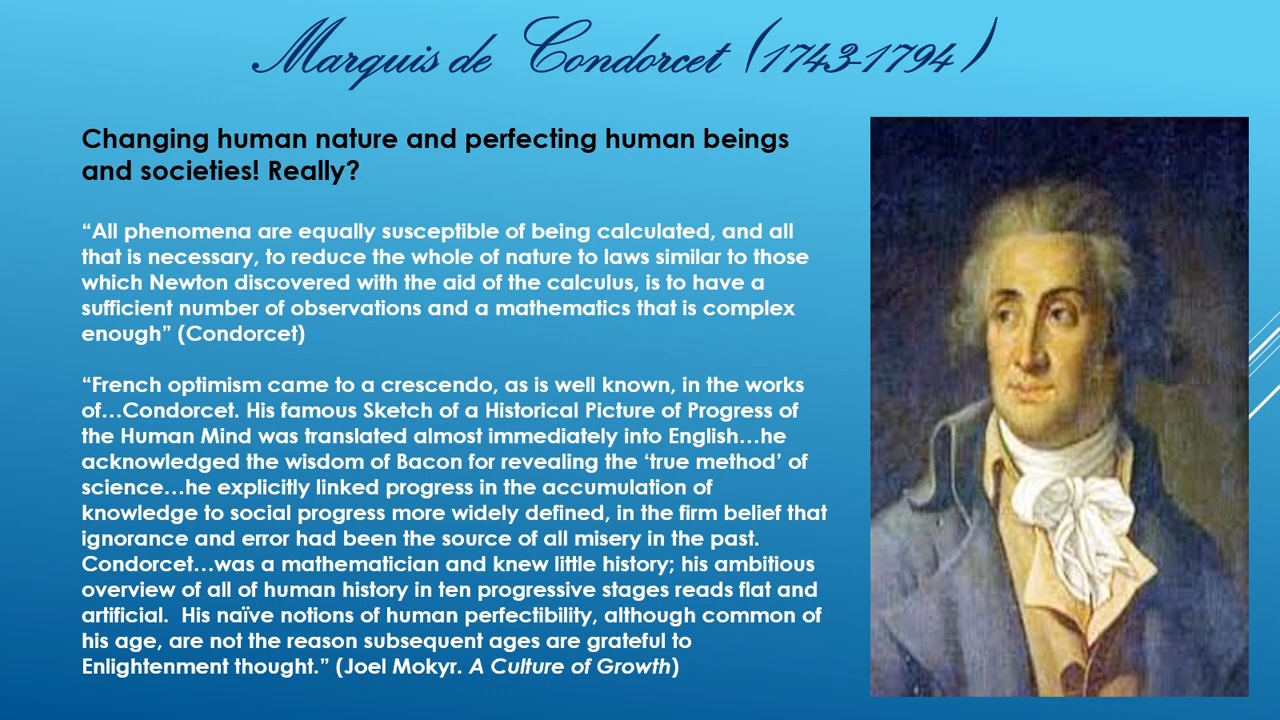 Marquis de Condorcet (1743-1794)
Changing human nature and perfecting human beings
and societies! Really?
“All phenomena are equally susceptible of being calculated, and all
that is necessary, to reduce the whole of nature to laws similar to those
which Newton discovered with the aid of the calculus, is to have a
sufficient number of observations and a mathematics that is complex
enough” (Condorcet)
“French optimism came to a crescendo, as is well known, in the works
of…Condorcet. His famous Sketch of a Historical Picture of Progress of
the Human Mind was translated almost immediately into English…he
acknowledged the wisdom of Bacon for revealing the ‘true method’ of
science…he explicitly linked progress in the accumulation of
knowledge to social progress more widely defined, in the firm belief that
ignorance and error had been the source of all misery in the past.
Condorcet…was a mathematician and knew little history; his ambitious
overview of all of human history in ten progressive stages reads flat and
artificial.  His naïve notions of human perfectibility, although common of
his age, are not the reason subsequent ages are grateful to
Enlightenment thought.” (Joel Mokyr. A Culture of Growth)